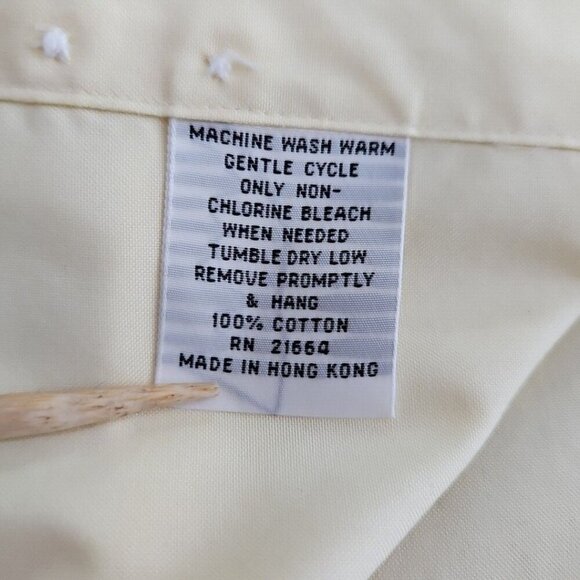 MACHINE WASH WARM
GENTLE CYCLE
ONLY NON-
CHLORINE BLEACH
WHEN NEEDED
TUMBLE DRY LOW
REMOVE PROMPTLY
& HANG
100% COTTON
RN 21664
MADE IN HONG KONG